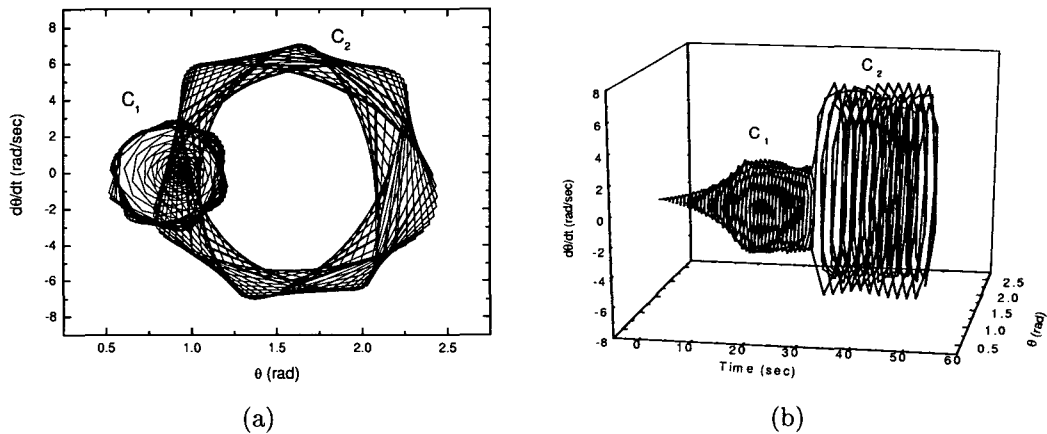 8
6
4
2
0
-2
-4
-6
-8
dθ/dt (rad/sec)
C1
C2
0.5 1.0 1.5 2.0 2.5
θ (rad)
(a)
8
6
4
2
0
-2
-4
-6
-8
dθ/dt (rad/sec)
C1
C2
0 10 20 30 40 50 60
Time (sec)
2.5
2.0
1.5
1.0
0.5
θ (rad)
(b)